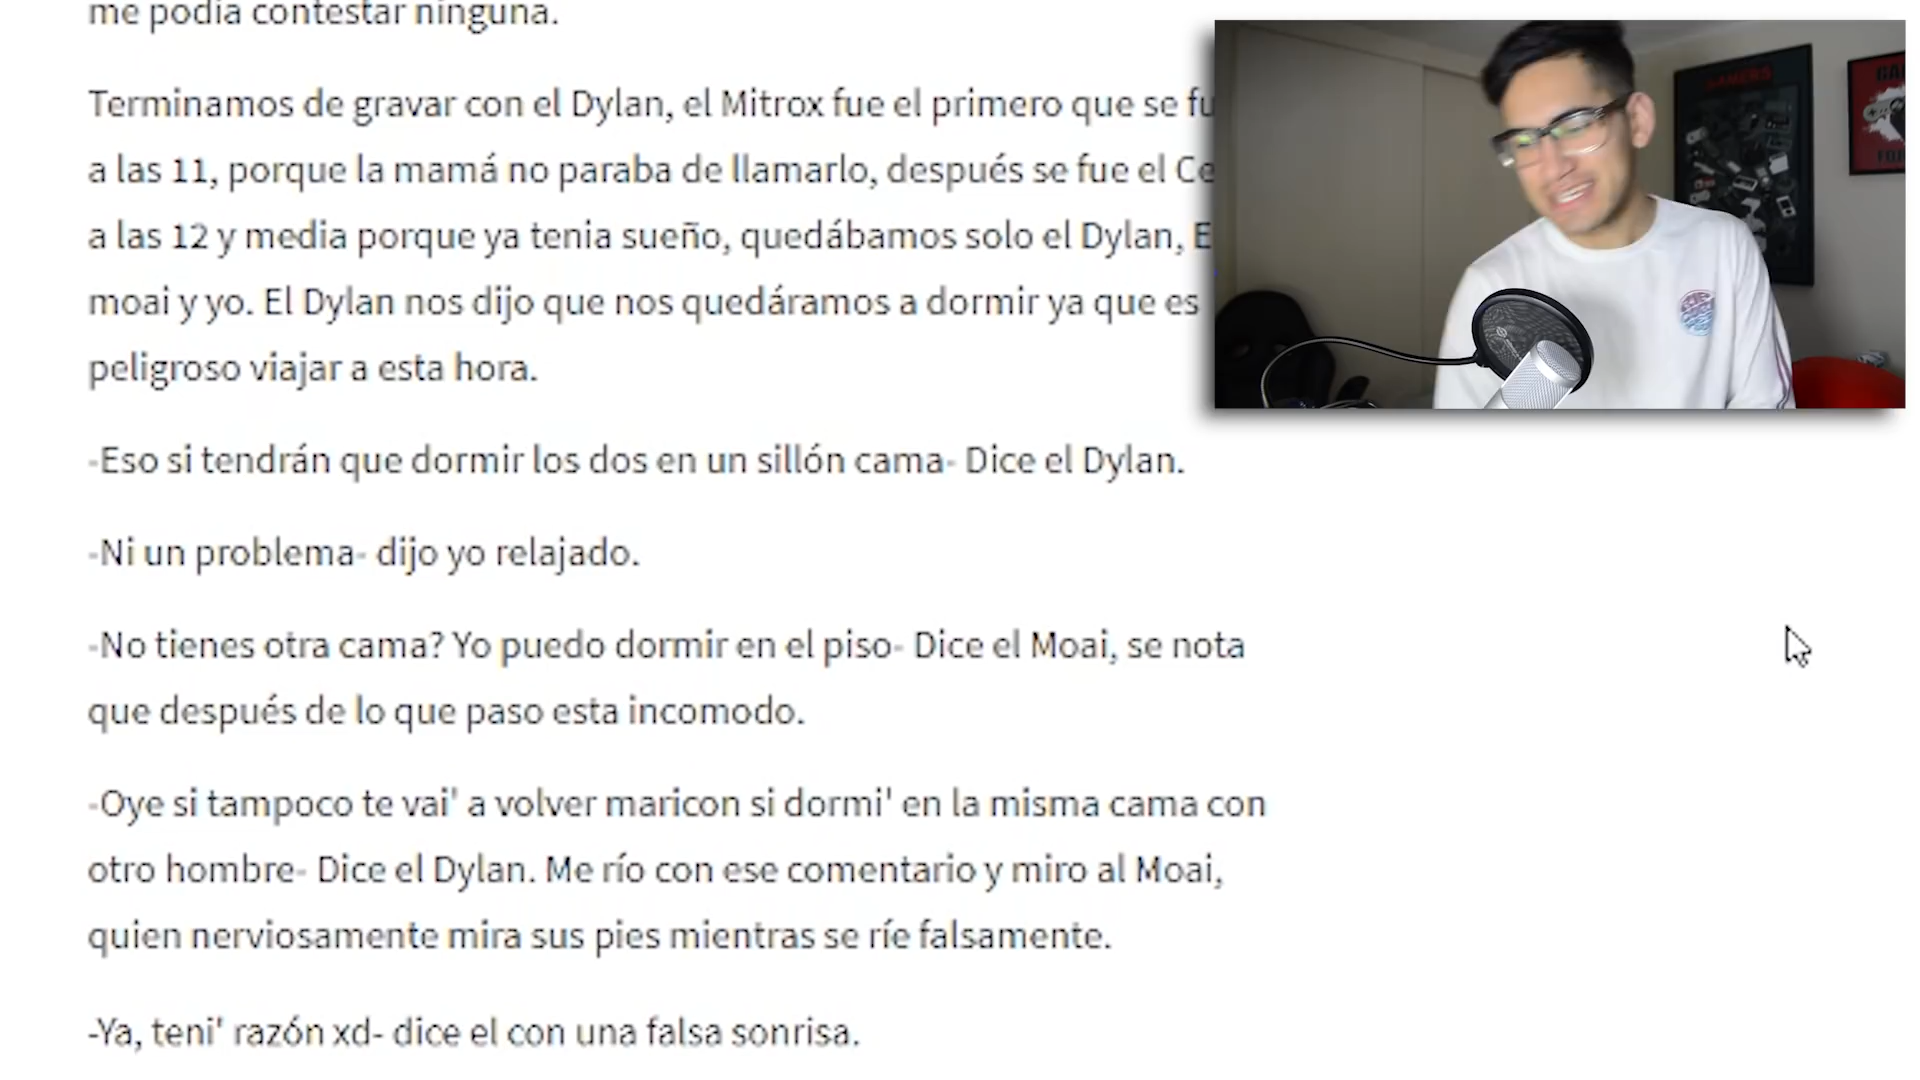 me podía contestar ninguna.
Terminamos de gravar con el Dylan, el Mitrox fue el primero que se fu
a las 11, porque la mamá no paraba de llamarlo, después se fue el Ce
a las 12 y media porque ya tenia sueño, quedábamos solo el Dylan, E
moai y yo. El Dylan nos dijo que nos quedáramos a dormir ya que es
peligroso viajar a esta hora.
-Eso si tendrán que dormir los dos en un sillón cama- Dice el Dylan.
-Ni un problema- dijo yo relajado.
-No tienes otra cama? Yo puedo dormir en el piso- Dice el Moai, se nota
que después de lo que paso esta incomodo.
-Oye si tampoco te vai' a volver maricon si dormi' en la misma cama con
otro hombre- Dice el Dylan. Me río con ese comentario y miro al Moai,
quien nerviosamente mira sus pies mientras se ríe falsamente.
-Ya, teni' razón xd- dice el con una falsa sonrisa.
GAMERS